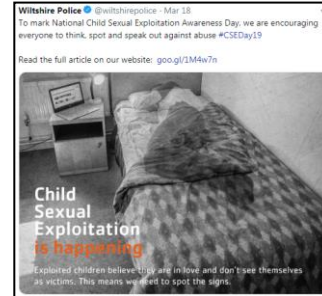 Wiltshire Police @wiltshirepolice · Mar 18
To mark National Child Sexual Exploitation Awareness Day, we are encouraging
everyone to think, spot and speak out against abuse #CSEDay19
Read the full article on our website: goo.gl/1M4w7n
Child
Sexual
Exploitation
is happening
Exploited children believe they are in love and don't see themselves
as victims. This means we need to spot the signs.